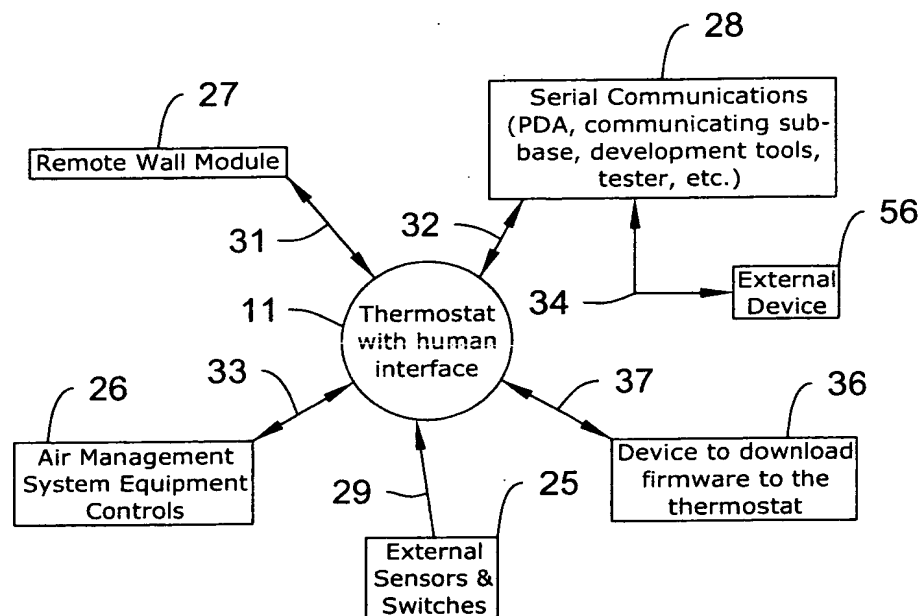 28
27
Serial Communications
(PDA, communicating sub-
base, development tools,
tester, etc.)
Remote Wall Module
56
31
32
External
Device
34
11
Thermostat
with human
interface
33
37
26
36
Air Management
System Equipment
Controls
Device to download
firmware to the
thermostat
29
25
External
Sensors &
Switches